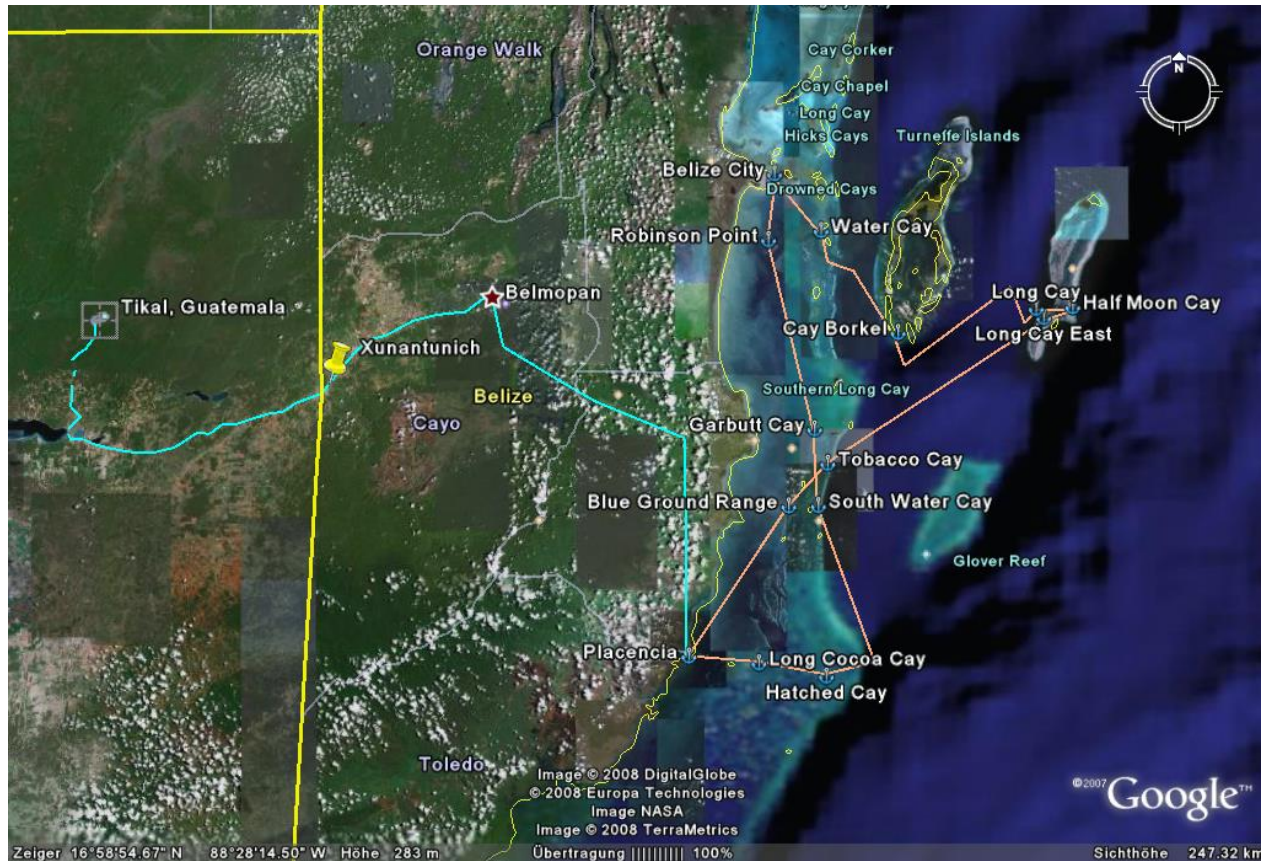 Orange Walk
Cay Corker
Cay Chapel
Long Cay
Hicks Cays
Turneffe Islands
N
Belize City
Drowned Cays
Robinson Point
Water Cay
Tikal, Guatemala
Belmopan
Long Cay
Half Moon Cay
Cay Borkel
Long Cay East
Xunantunich
Belize
Southern Long Cay
Cayo
Garbutt Cay
Tobacco Cay
Blue Ground Range
South Water Cay
Glover Reef
Placencia
Long Cocoa Cay
Hatched Cay
Toledo
Image © 2008 DigitalGlobe
© 2008 Europa Technologies
Image NASA
Image © 2008 TerraMetrics
©2007 Google™
Zeiger 16°58'54.67" N 88°28'14.50" W Höhe 283 m Übertragung |||||||||| 100% Sichthöhe 247.32 km